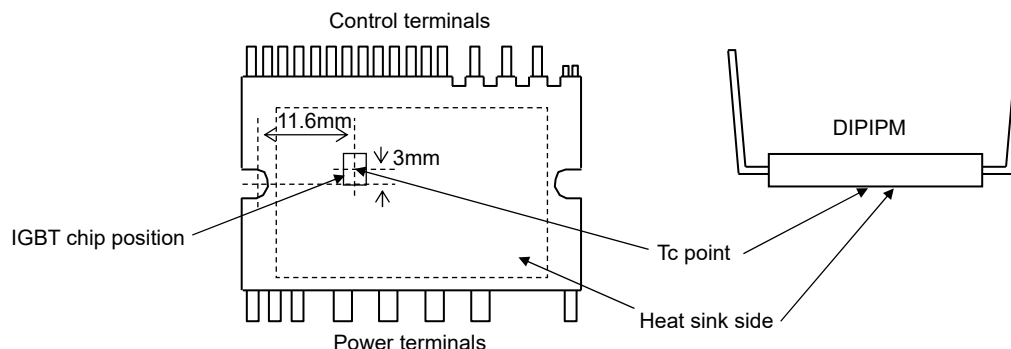 Control terminals
11.6mm
DIPIPM
3mm
IGBT chip position
Tc point
Heat sink side
Power terminals